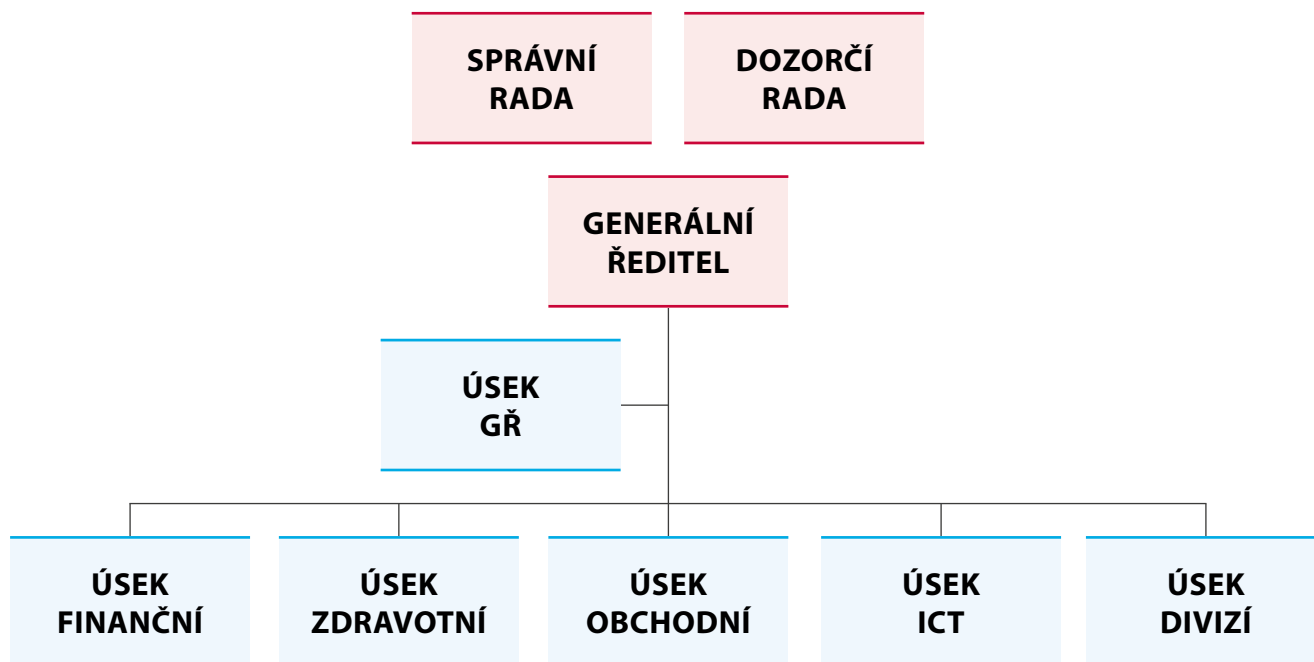 SPRÁVNÍ
RADA
DOZORČÍ
RADA
GENERÁLNÍ
ŘEDITEL
ÚSEK
GŘ
ÚSEK
FINANČNÍ
ÚSEK
ZDRAVOTNÍ
ÚSEK
OBCHODNÍ
ÚSEK
ICT
ÚSEK
DIVIZÍ